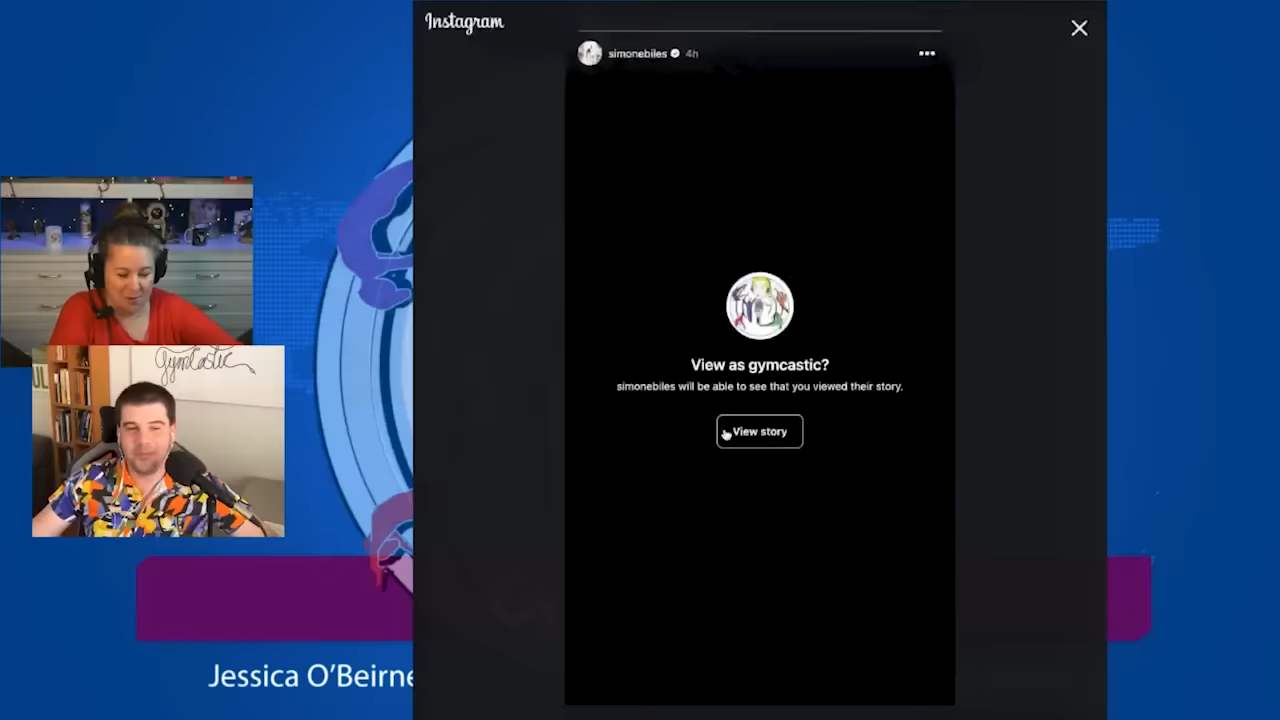 Instagram
simonebiles 4h
View as gymcastic?
simonebiles will be able to see that you viewed their story.
View story
GymCastic
UL
Jessica O'Beirne